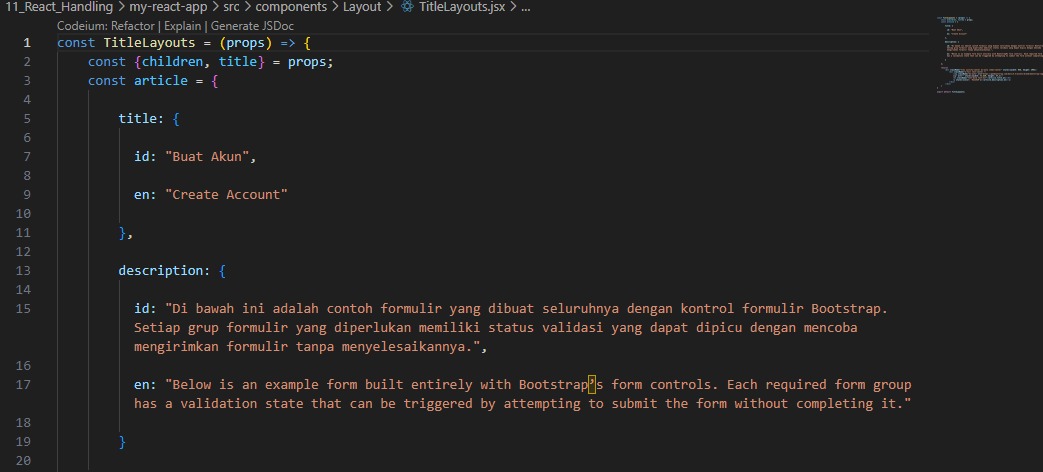 11_React_Handling > my-react-app > src > components > Layout > TitleLayouts.jsx > ...
Codeium: Refactor | Explain | Generate JSDoc
1 const TitleLayouts = (props) => {
2 const {children, title} = props;
3 const article = {
4
5 title: {
6
7 id: "Buat Akun",
8
9 en: "Create Account"
10
11 },
12
13 description: {
14
15 id: "Di bawah ini adalah contoh formulir yang dibuat seluruhnya dengan kontrol formulir Bootstrap.
Setiap grup formulir yang diperlukan memiliki status validasi yang dapat dipicu dengan mencoba
mengirimkan formulir tanpa menyelesaikannya.",
16
17 en: "Below is an example form built entirely with Bootstrap’s form controls. Each required form group
has a validation state that can be triggered by attempting to submit the form without completing it."
18
19 }
20